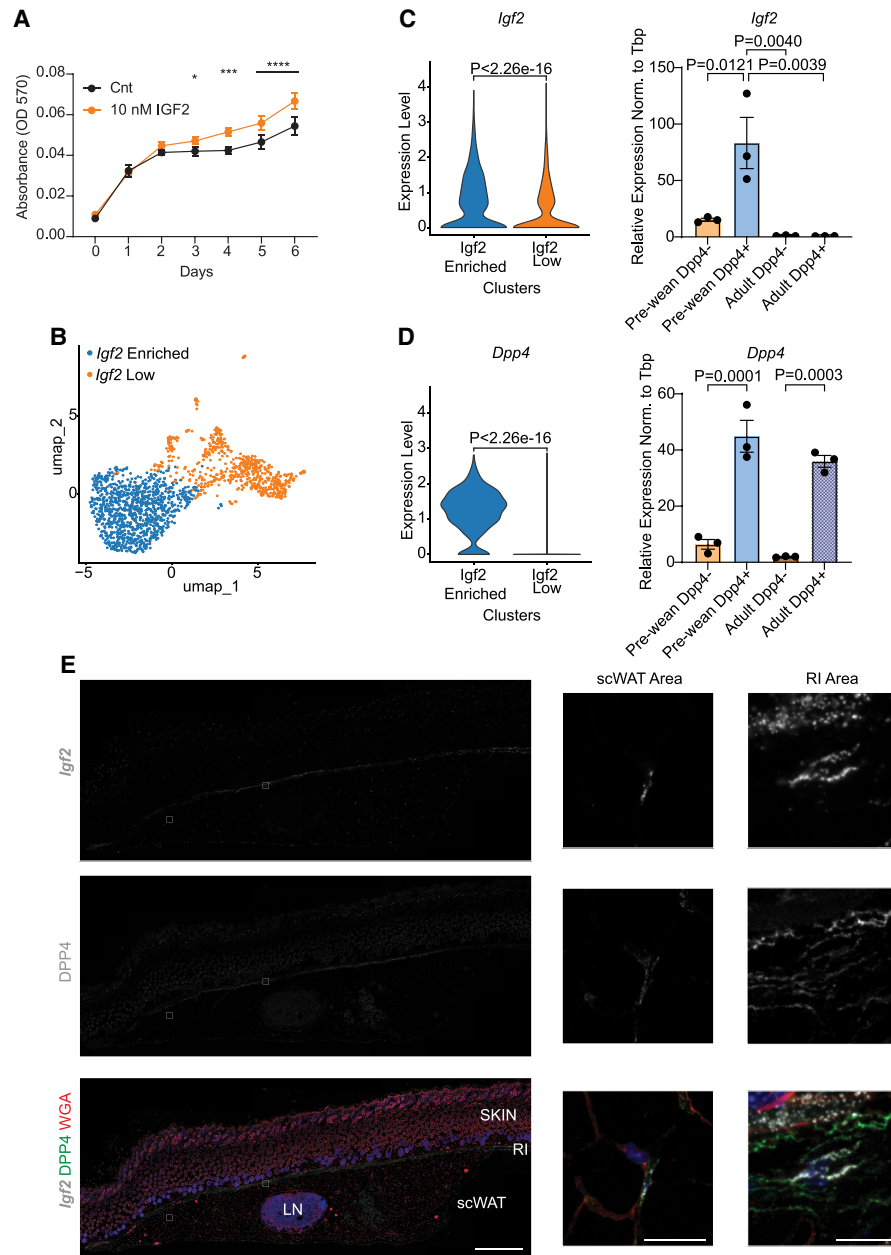 A
Absorbance (OD 570)
0.08
0.06
0.04
0.02
0.00
Cnt
10 nM IGF2
*
***
****
0 1 2 3 4 5 6
Days
B
Igf2 Enriched
Igf2 Low
umap_2
5
0
−5 0 5
umap_1
C
Igf2
P<2.26e-16
Expression Level
4
3
2
1
0
Igf2 Enriched
Igf2 Low
Clusters
Igf2
P=0.0040
P=0.0121
P=0.0039
Relative Expression Norm. to Tbp
150
100
75
50
25
0
Pre-wean Dpp4-
Pre-wean Dpp4+
Adult Dpp4-
Adult Dpp4+
D
Dpp4
P<2.26e-16
Expression Level
4
3
2
1
0
Igf2 Enriched
Igf2 Low
Clusters
Dpp4
P=0.0001
P=0.0003
Relative Expression Norm. to Tbp
60
40
20
0
Pre-wean Dpp4-
Pre-wean Dpp4+
Adult Dpp4-
Adult Dpp4+
E
scWAT Area
RI Area
Igf2
DPP4
Igf2 DPP4 WGA
SKIN
RI
scWAT
LN